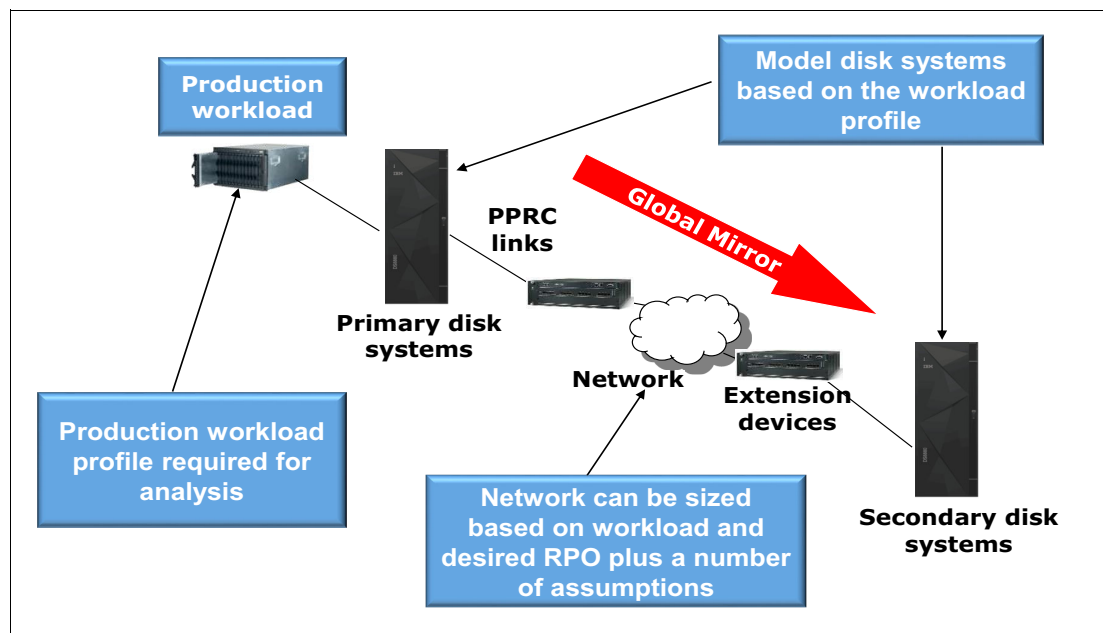 Production
workload
Model disk systems
based on the workload
profile
Global Mirror
PPRC
links
Primary disk
systems
Network
Extension
devices
Production workload
profile required for
analysis
Network can be sized
based on workload and
desired RPO plus a number
of assumptions
Secondary disk
systems